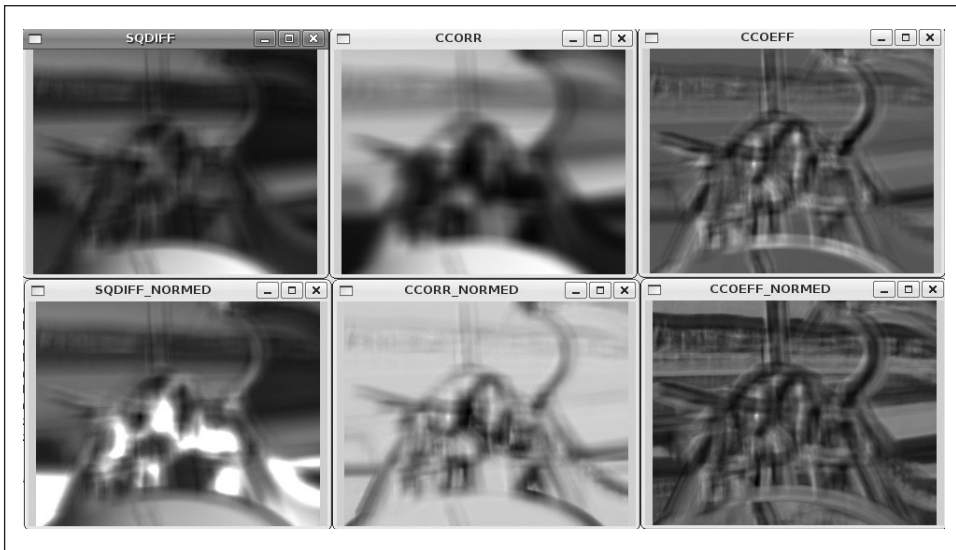 SQDIFF
CCORR
CCOEFF
SQDIFF_NORMED
CCORR_NORMED
CCOEFF_NORMED